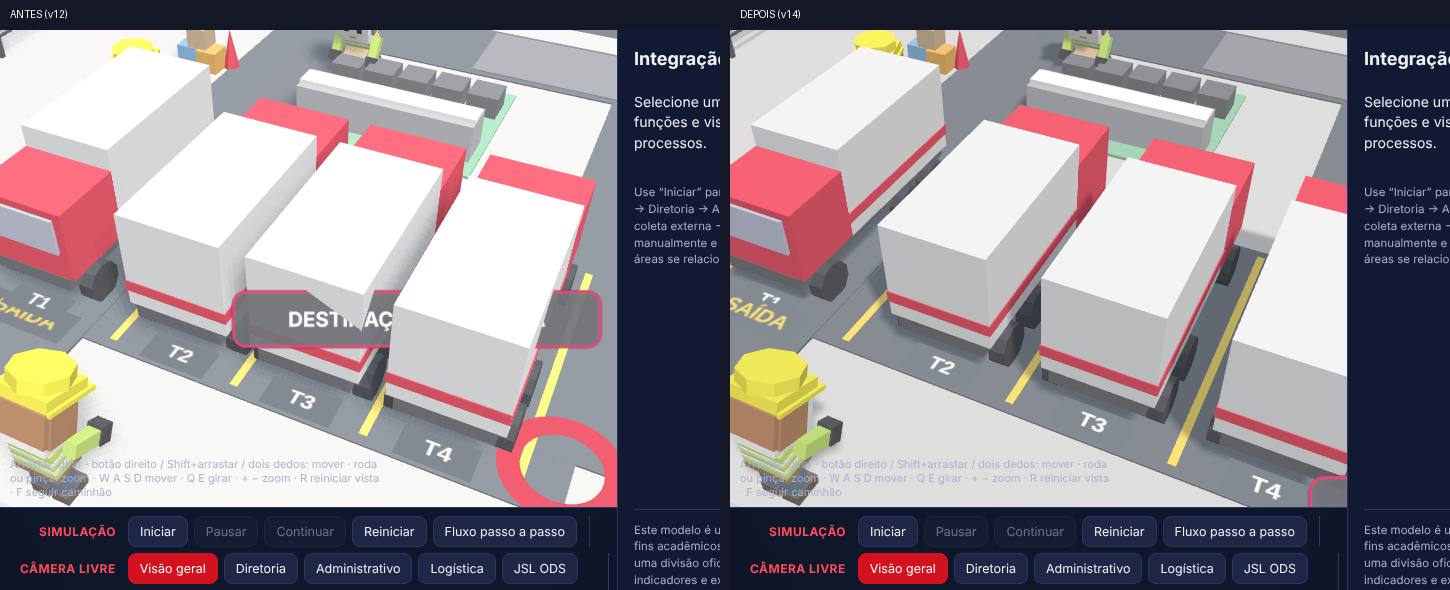 ANTES (v12)
T1
T2
T3
T4
botão direito / Shift+arrastar / dois dedos: mover · roda
ou pinça: zoom · W A S D mover · Q E girar · + − zoom · R reiniciar vista
· F seguir caminhão
Integraçã
Selecione um
funções e vis
processos.
Use “Iniciar” par
→ Diretoria → A
coleta externa -
manualmente e
áreas se relacio
Este modelo é u
fins acadêmicos
uma divisão ofic
indicadores e ex
SIMULAÇÃO Iniciar Pausar Continuar Reiniciar Fluxo passo a passo
CÂMERA LIVRE Visão geral Diretoria Administrativo Logística JSL ODS
DEPOIS (v14)
T1
SAÍDA
T2
T3
T4
botão direito / Shift+arrastar / dois dedos: mover · roda
ou pinça: zoom · W A S D mover · Q E girar · + − zoom · R reiniciar vista
· F seguir caminhão
Integraçã
Selecione um
funções e vis
processos.
Use “Iniciar” par
→ Diretoria → A
coleta externa -
manualmente e
áreas se relacio
Este modelo é u
fins acadêmicos
uma divisão ofic
indicadores e ex
SIMULAÇÃO Iniciar Pausar Continuar Reiniciar Fluxo passo a passo
CÂMERA LIVRE Visão geral Diretoria Administrativo Logística JSL ODS